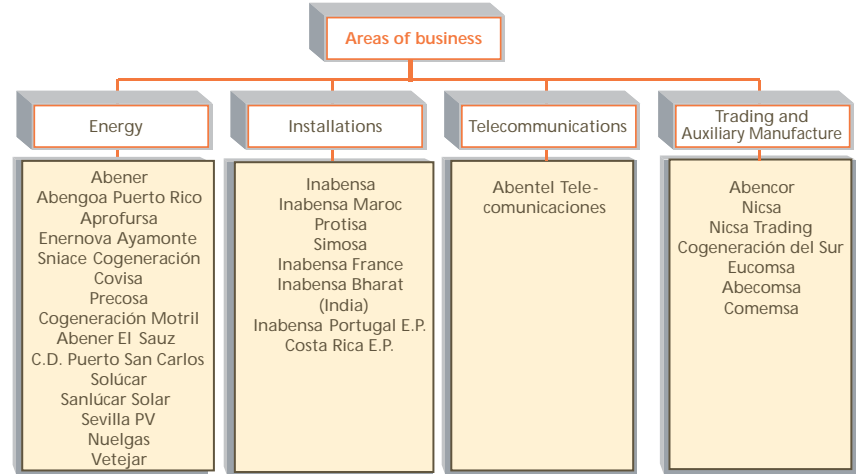 Areas of business
Energy
Abener
Abengoa Puerto Rico
Aprofursa
Enernova Ayamonte
Sniace Cogeneración
Covisa
Precosa
Cogeneración Motril
Abener El Sauz
C.D. Puerto San Carlos
Solúcar
Sanlúcar Solar
Sevilla PV
Nuelgas
Vetejar
Installations
Inabensa
Inabensa Maroc
Protisa
Simosa
Inabensa France
Inabensa Bharat
(India)
Inabensa Portugal E.P.
Costa Rica E.P.
Telecommunications
Abentel Tele-
comunicaciones
Trading and
Auxiliary Manufacture
Abencor
Nicsa
Nicsa Trading
Cogeneración del Sur
Eucomsa
Abecomsa
Comemsa